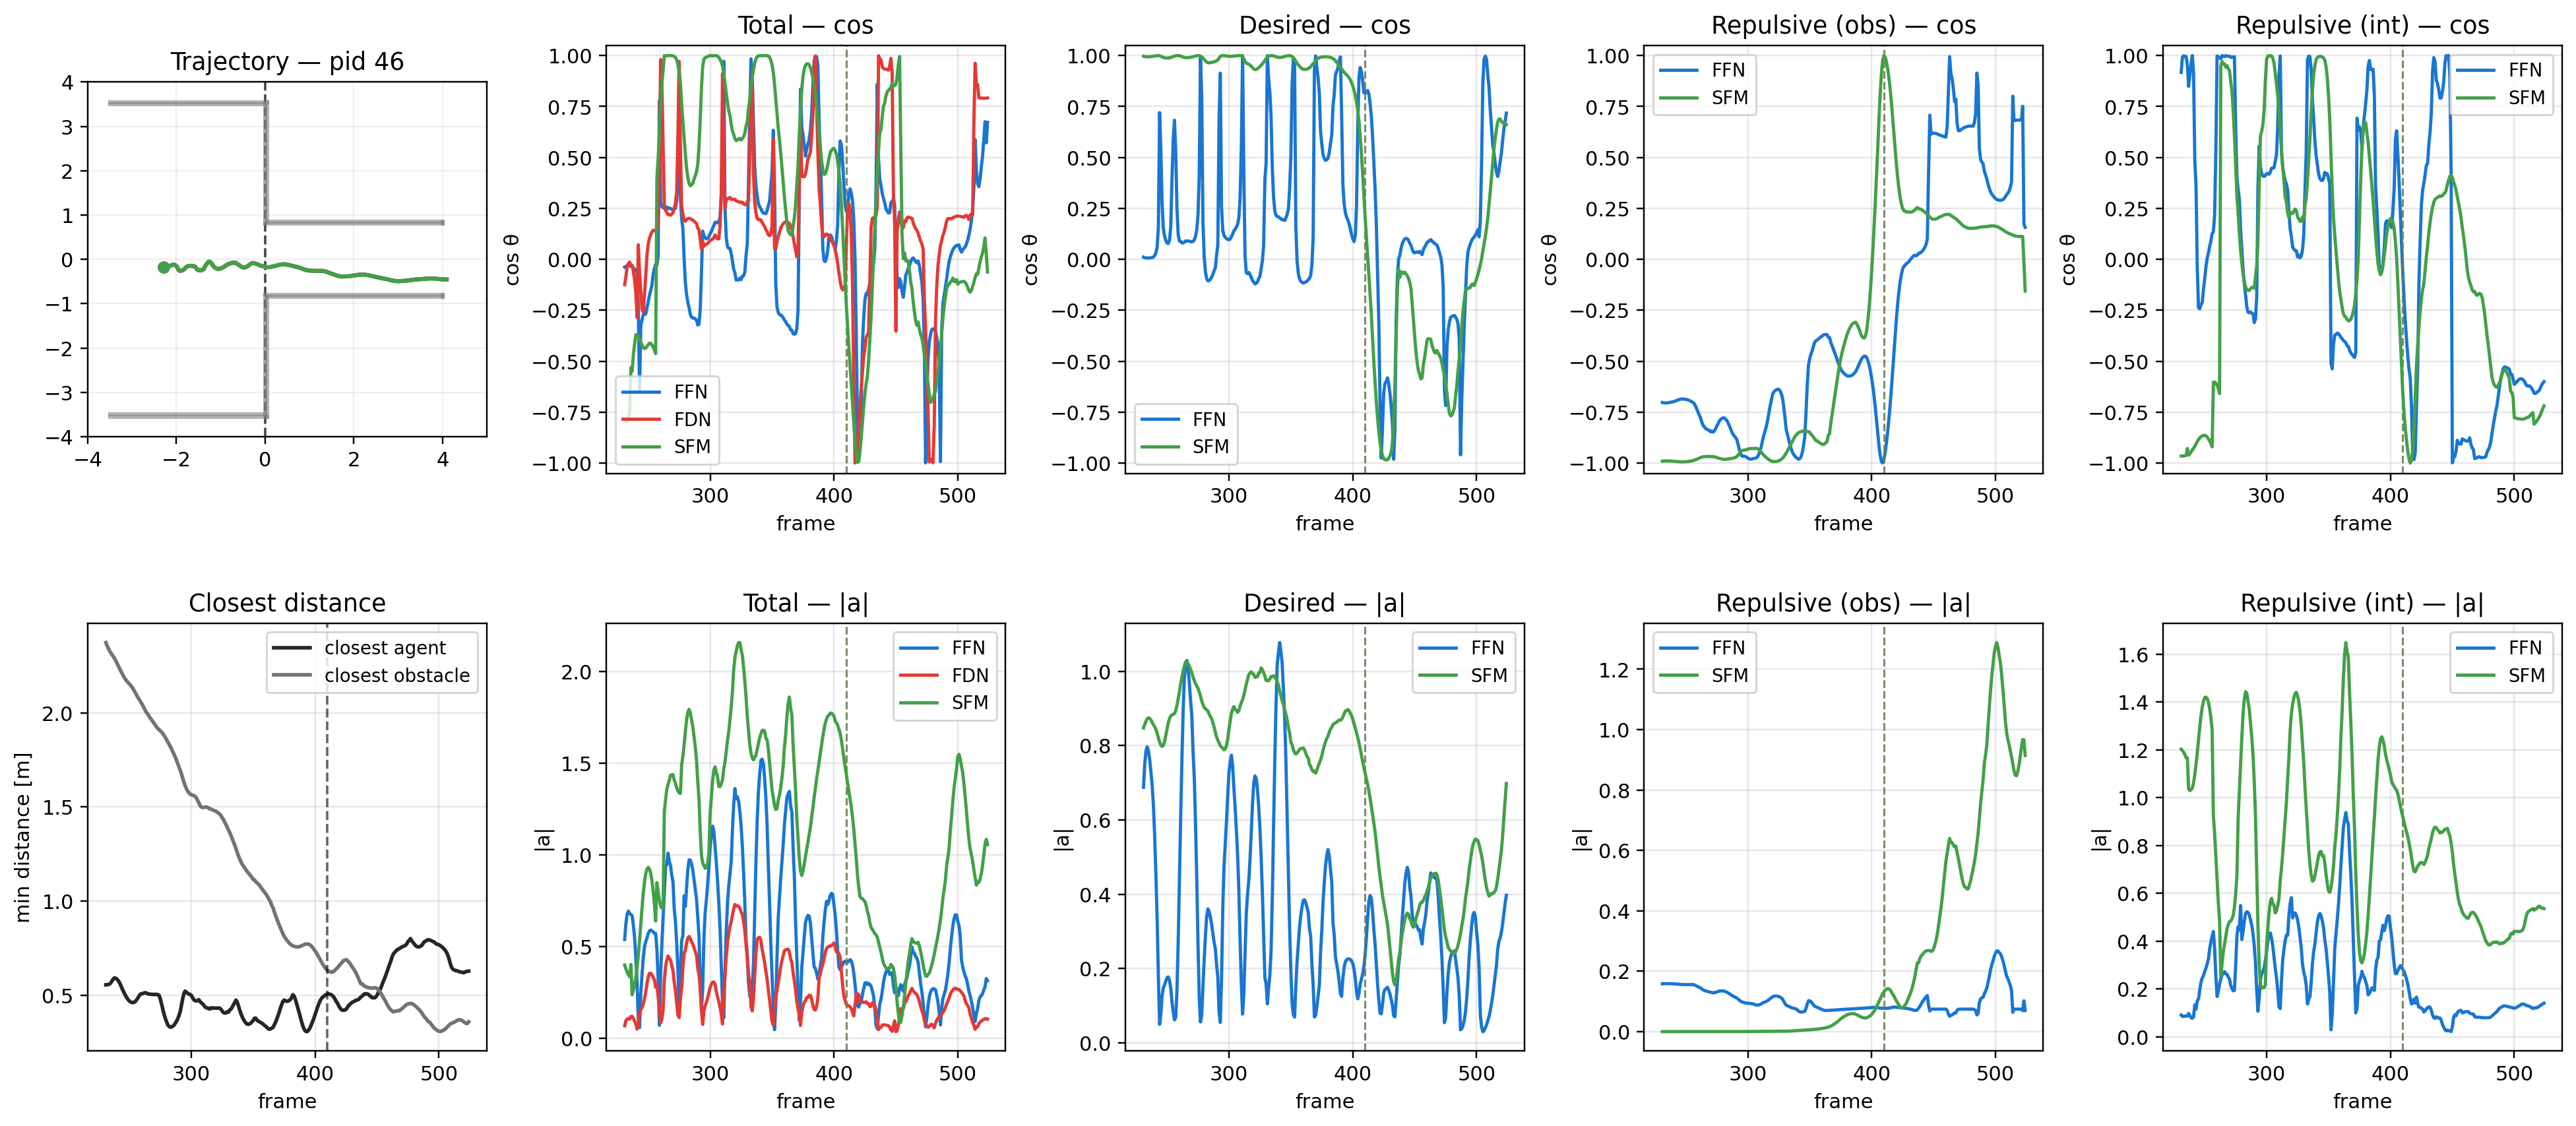 Trajectory — pid 46
4
3
2
1
0
−1
−2
−3
−4
−4 −2 0 2 4
Total — cos
1.00
0.75
0.50
0.25
0.00
−0.25
−0.50
−0.75
−1.00
cos θ
FFN
FDN
SFM
300 400 500
frame
Desired — cos
1.00
0.75
0.50
0.25
0.00
−0.25
−0.50
−0.75
−1.00
cos θ
FFN
SFM
300 400 500
frame
Repulsive (obs) — cos
1.00
0.75
0.50
0.25
0.00
−0.25
−0.50
−0.75
−1.00
cos θ
FFN
SFM
300 400 500
frame
Repulsive (int) — cos
1.00
0.75
0.50
0.25
0.00
−0.25
−0.50
−0.75
−1.00
cos θ
FFN
SFM
300 400 500
frame
Closest distance
closest agent
closest obstacle
2.0
1.5
1.0
0.5
min distance [m]
300 400 500
frame
Total — |a|
FFN
FDN
SFM
2.0
1.5
1.0
0.5
0.0
|a|
300 400 500
frame
Desired — |a|
FFN
SFM
1.0
0.8
0.6
0.4
0.2
0.0
|a|
300 400 500
frame
Repulsive (obs) — |a|
FFN
SFM
1.2
1.0
0.8
0.6
0.4
0.2
0.0
|a|
300 400 500
frame
Repulsive (int) — |a|
FFN
SFM
1.6
1.4
1.2
1.0
0.8
0.6
0.4
0.2
0.0
|a|
300 400 500
frame